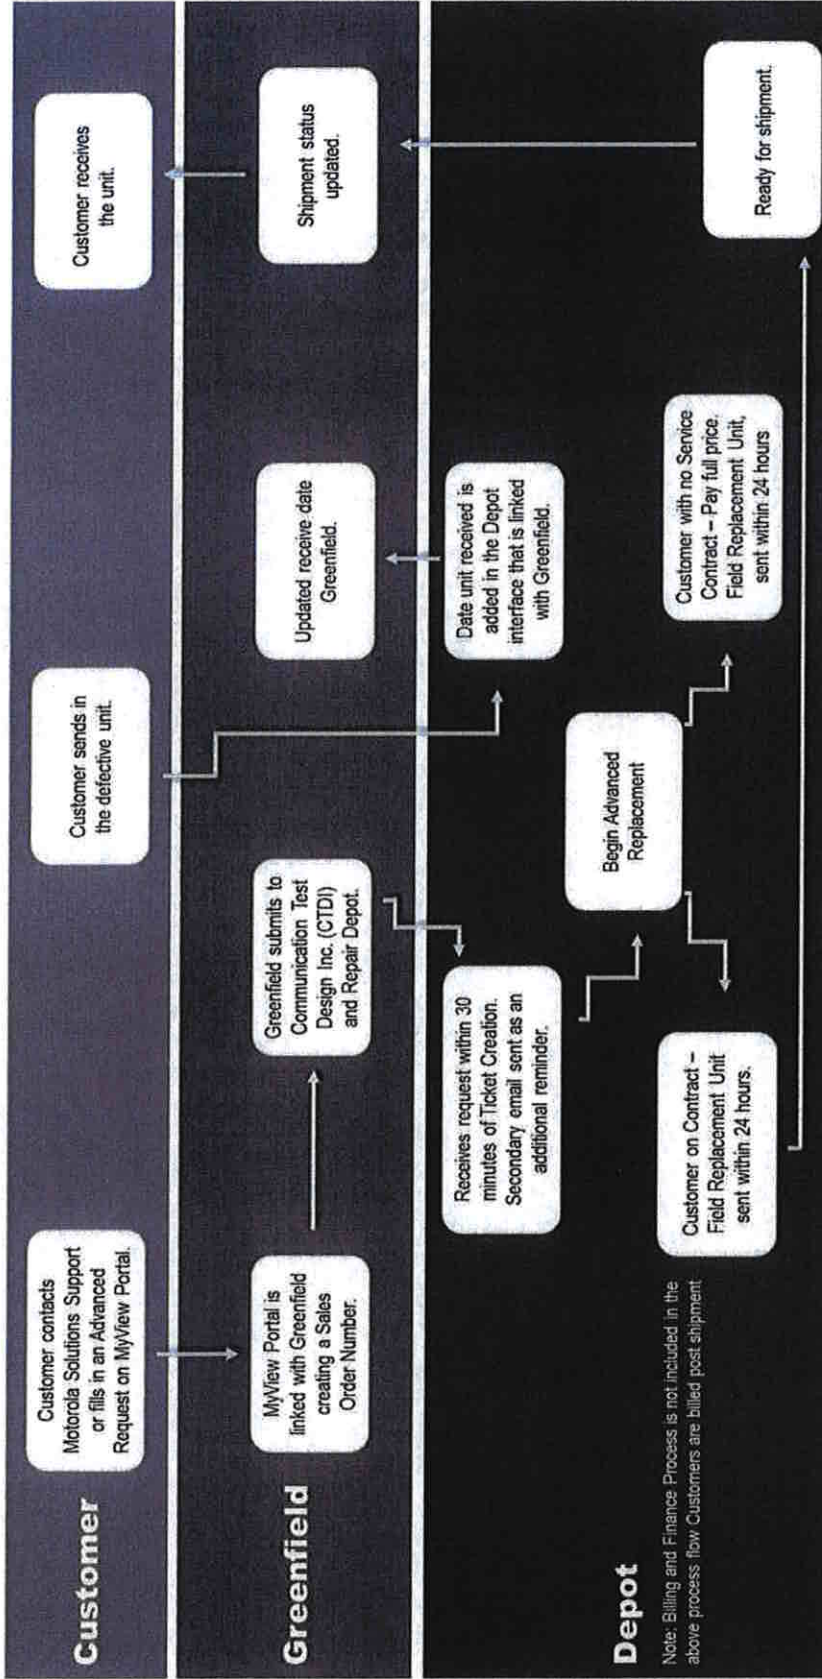 Customer
Customer contacts
Motorola Solutions Support
or fills in an Advanced
Request on MyView Portal.
Customer sends in
the defective unit.
Customer receives
the unit.
Greenfield
MyView Portal is
linked with Greenfield
creating a Sales
Order Number.
Greenfield submits to
Communication Test
Design Inc. (CTDI)
and Repair Depot.
Updated receive date
Greenfield.
Shipment status
updated.
Depot
Receives request within 30
minutes of Ticket Creation.
Secondary email sent as an
additional reminder.
Date unit received is
added in the Depot
interface that is linked
with Greenfield.
Begin Advanced
Replacement
Customer on Contract –
Field Replacement Unit
sent within 24 hours.
Customer with no Service
Contract – Pay full price.
Field Replacement Unit,
sent within 24 hours
Ready for shipment.
Note: Billing and Finance Process is not included in the
above process flow Customers are billed post shipment